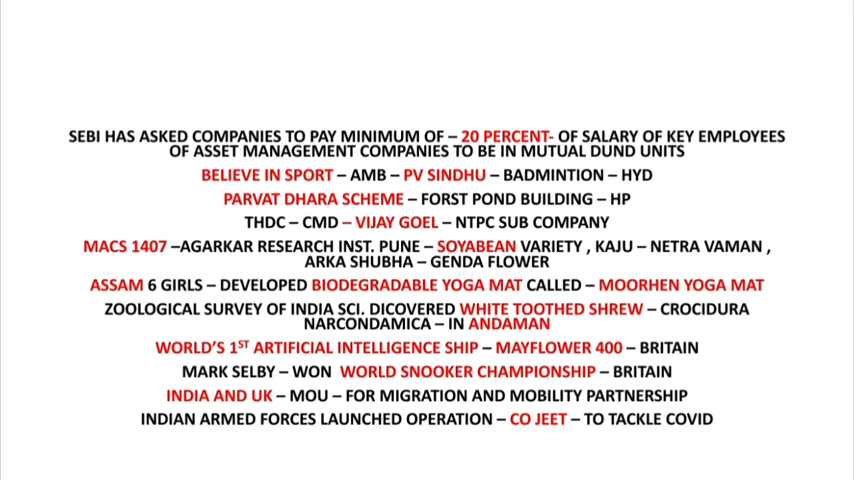 SEBI HAS ASKED COMPANIES TO PAY MINIMUM OF – 20 PERCENT- OF SALARY OF KEY EMPLOYEES
OF ASSET MANAGEMENT COMPANIES TO BE IN MUTUAL DUND UNITS
BELIEVE IN SPORT – AMB – PV SINDHU – BADMINTION – HYD
PARVAT DHARA SCHEME – FORST POND BUILDING – HP
THDC – CMD – VIJAY GOEL – NTPC SUB COMPANY
MACS 1407 –AGARKAR RESEARCH INST. PUNE – SOYABEAN VARIETY , KAJU – NETRA VAMAN ,
ARKA SHUBHA – GENDA FLOWER
ASSAM 6 GIRLS – DEVELOPED BIODEGRADABLE YOGA MAT CALLED – MOORHEN YOGA MAT
ZOOLOGICAL SURVEY OF INDIA SCI. DICOVERED WHITE TOOTHED SHREW – CROCIDURA
NARCONDAMICA – IN ANDAMAN
WORLD'S 1ST ARTIFICIAL INTELLIGENCE SHIP – MAYFLOWER 400 – BRITAIN
MARK SELBY – WON WORLD SNOOKER CHAMPIONSHIP – BRITAIN
INDIA AND UK – MOU – FOR MIGRATION AND MOBILITY PARTNERSHIP
INDIAN ARMED FORCES LAUNCHED OPERATION – CO JEET – TO TACKLE COVID